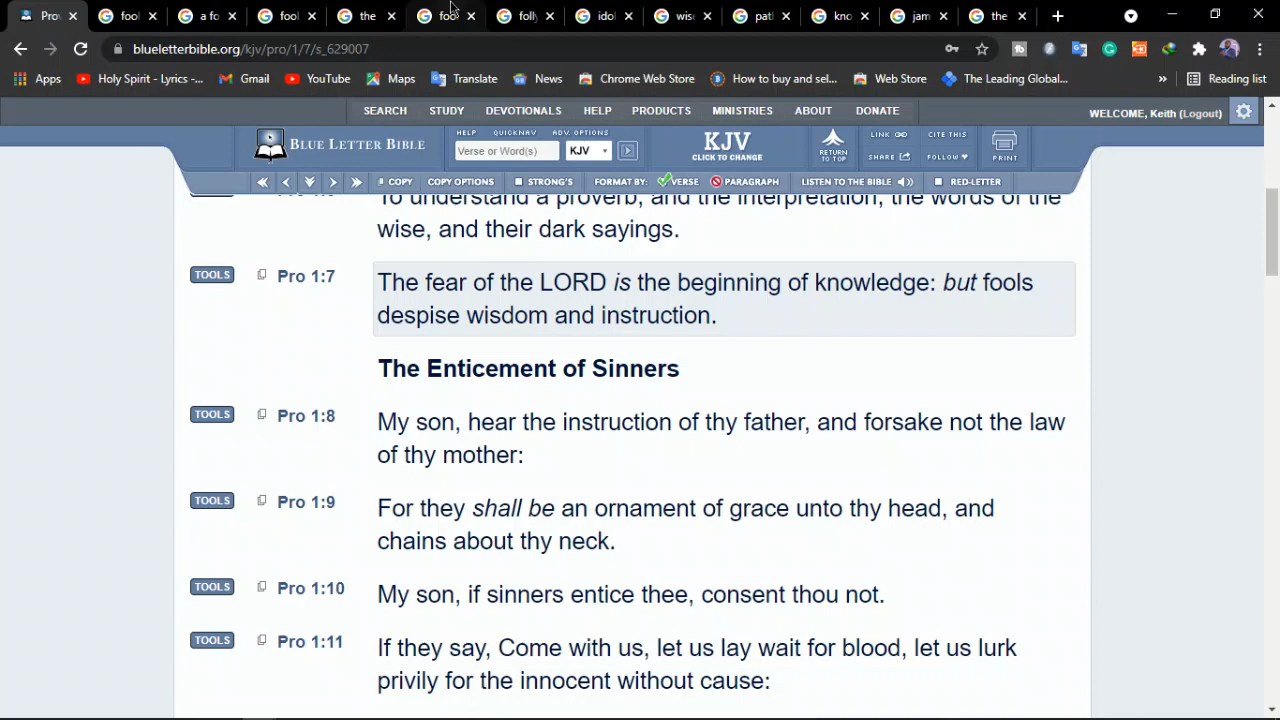 Prov fool a fo fool the foo folly idol wise path kno jam the
blueletterbible.org/kjv/pro/1/7/s_629007
Apps Holy Spirit - Lyrics -... Gmail YouTube Maps Translate News Chrome Web Store How to buy and sel... Web Store The Leading Global... » Reading list
SEARCH STUDY DEVOTIONALS HELP PRODUCTS MINISTRIES ABOUT DONATE WELCOME, Keith (Logout)
HELP QUICKNAV ADV. OPTIONS
BLUE LETTER BIBLE Verse or Word(s) KJV
KJV
CLICK TO CHANGE
RETURN TO TOP
LINK CITE THIS
SHARE FOLLOW PRINT
COPY COPY OPTIONS STRONG'S FORMAT BY: VERSE PARAGRAPH LISTEN TO THE BIBLE RED-LETTER
To understand a proverb, and the interpretation; the words of the
wise, and their dark sayings.
TOOLS Pro 1:7 The fear of the LORD is the beginning of knowledge: but fools
despise wisdom and instruction.
The Enticement of Sinners
TOOLS Pro 1:8 My son, hear the instruction of thy father, and forsake not the law
of thy mother:
TOOLS Pro 1:9 For they shall be an ornament of grace unto thy head, and
chains about thy neck.
TOOLS Pro 1:10 My son, if sinners entice thee, consent thou not.
TOOLS Pro 1:11 If they say, Come with us, let us lay wait for blood, let us lurk
privily for the innocent without cause: